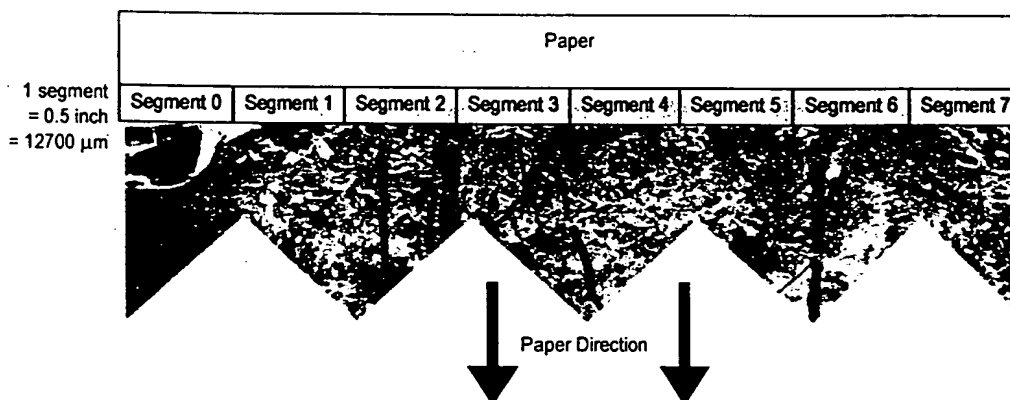 Paper
1 segment
= 0.5 inch
= 12700 µm
Segment 0 Segment 1 Segment 2 Segment 3 Segment 4 Segment 5 Segment 6 Segment 7
Paper Direction